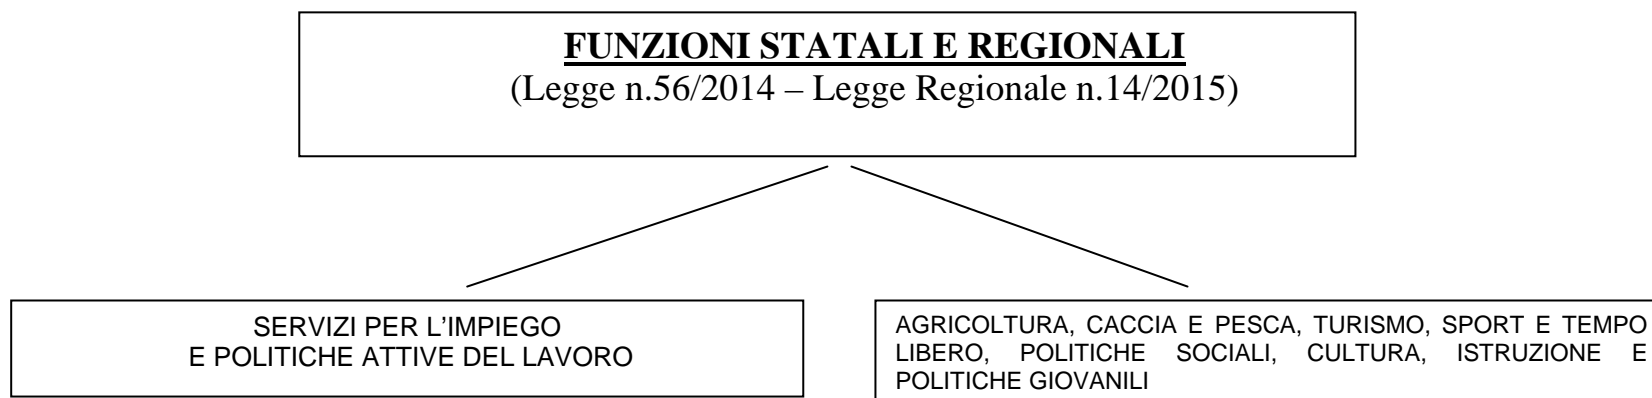 FUNZIONI STATALI E REGIONALI
(Legge n.56/2014 – Legge Regionale n.14/2015)
SERVIZI PER L’IMPIEGO
E POLITICHE ATTIVE DEL LAVORO
AGRICOLTURA, CACCIA E PESCA, TURISMO, SPORT E TEMPO
LIBERO, POLITICHE SOCIALI, CULTURA, ISTRUZIONE E
POLITICHE GIOVANILI